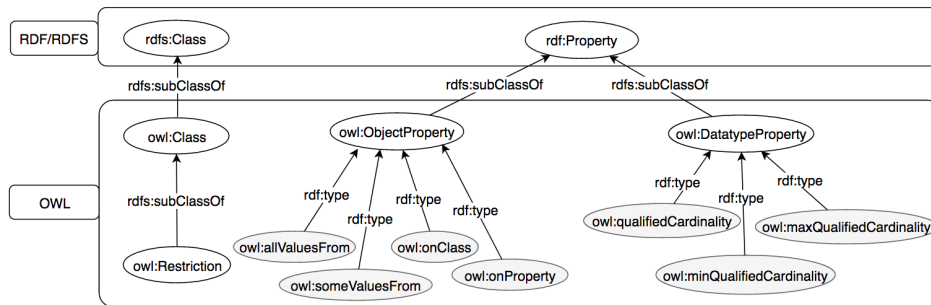 RDF/RDFS
rdfs:Class
rdf:Property
rdfs:subClassOf
rdfs:subClassOf
rdfs:subClassOf
OWL
owl:Class
owl:ObjectProperty
owl:DatatypeProperty
rdfs:subClassOf
rdf:type
rdf:type
rdf:type
rdf:type
rdf:type
rdf:type
rdf:type
owl:allValuesFrom
owl:onClass
owl:qualifiedCardinality
owl:maxQualifiedCardinality
owl:Restriction
owl:someValuesFrom
owl:onProperty
owl:minQualifiedCardinality